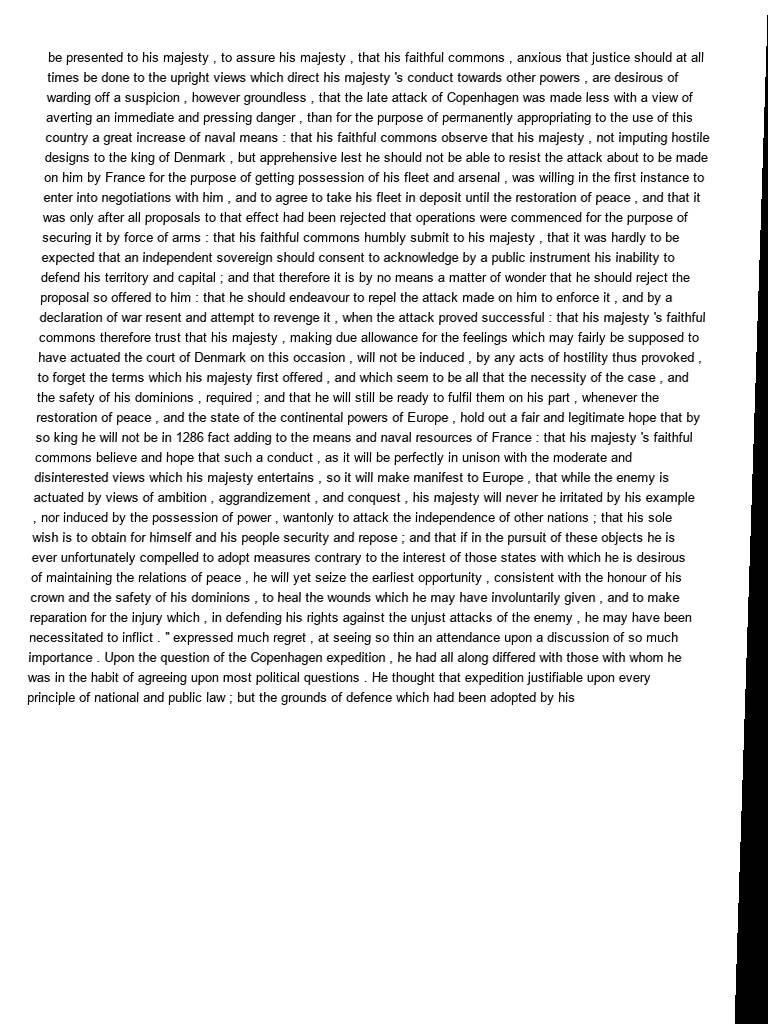 be presented to his majesty , to assure his majesty , that his faithful commons , anxious that justice should at all
times be done to the upright views which direct his majesty 's conduct towards other powers , are desirous of
warding off a suspicion , however groundless , that the late attack of Copenhagen was made less with a view of
averting an immediate and pressing danger , than for the purpose of permanently appropriating to the use of this
country a great increase of naval means : that his faithful commons observe that his majesty , not imputing hostile
designs to the king of Denmark , but apprehensive lest he should not be able to resist the attack about to be made
on him by France for the purpose of getting possession of his fleet and arsenal , was willing in the first instance to
enter into negotiations with him , and to agree to take his fleet in deposit until the restoration of peace , and that it
was only after all proposals to that effect had been rejected that operations were commenced for the purpose of
securing it by force of arms : that his faithful commons humbly submit to his majesty , that it was hardly to be
expected that an independent sovereign should consent to acknowledge by a public instrument his inability to
defend his territory and capital ; and that therefore it is by no means a matter of wonder that he should reject the
proposal so offered to him : that he should endeavour to repel the attack made on him to enforce it , and by a
declaration of war resent and attempt to revenge it , when the attack proved successful : that his majesty 's faithful
commons therefore trust that his majesty , making due allowance for the feelings which may fairly be supposed to
have actuated the court of Denmark on this occasion , will not be induced , by any acts of hostility thus provoked ,
to forget the terms which his majesty first offered , and which seem to be all that the necessity of the case , and
the safety of his dominions , required ; and that he will still be ready to fulfil them on his part , whenever the
restoration of peace , and the state of the continental powers of Europe , hold out a fair and legitimate hope that by
so king he will not be in 1286 fact adding to the means and naval resources of France : that his majesty 's faithful
commons believe and hope that such a conduct , as it will be perfectly in unison with the moderate and
disinterested views which his majesty entertains , so it will make manifest to Europe , that while the enemy is
actuated by views of ambition , aggrandizement , and conquest , his majesty will never he irritated by his example
, nor induced by the possession of power , wantonly to attack the independence of other nations ; that his sole
wish is to obtain for himself and his people security and repose ; and that if in the pursuit of these objects he is
ever unfortunately compelled to adopt measures contrary to the interest of those states with which he is desirous
of maintaining the relations of peace , he will yet seize the earliest opportunity , consistent with the honour of his
crown and the safety of his dominions , to heal the wounds which he may have involuntarily given , and to make
reparation for the injury which , in defending his rights against the unjust attacks of the enemy , he may have been
necessitated to inflict . " expressed much regret , at seeing so thin an attendance upon a discussion of so much
importance . Upon the question of the Copenhagen expedition , he had all along differed with those with whom he
was in the habit of agreeing upon most political questions . He thought that expedition justifiable upon every
principle of national and public law ; but the grounds of defence which had been adopted by his